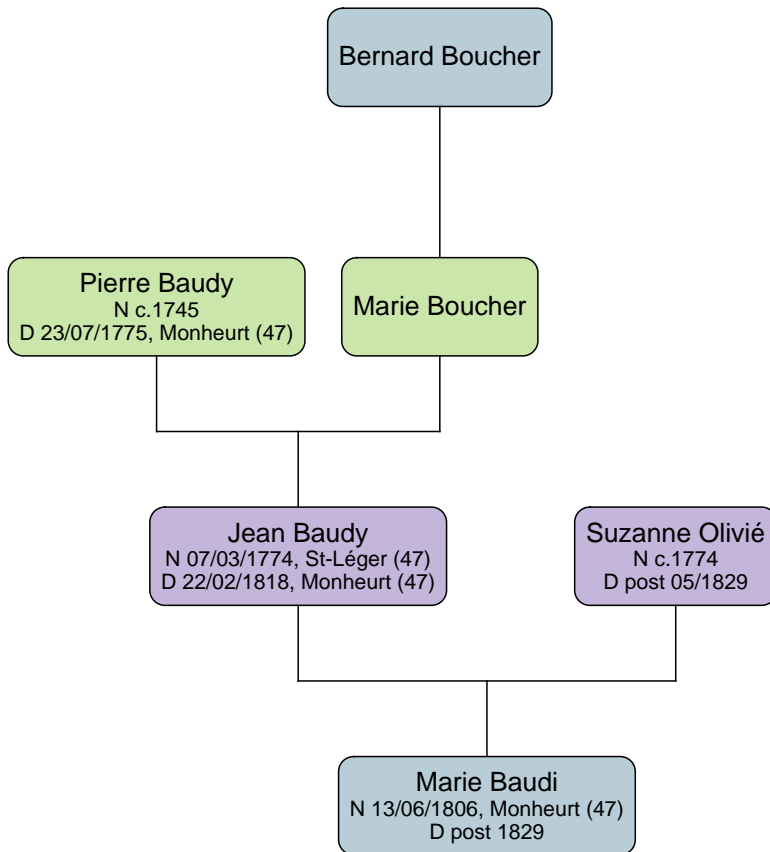 Bernard Boucher
Pierre Baudy
N c.1745
D 23/07/1775, Monheurt (47)
Marie Boucher
Jean Baudy
N 07/03/1774, St-Léger (47)
D 22/02/1818, Monheurt (47)
Suzanne Olivié
N c.1774
D post 05/1829
Marie Baudi
N 13/06/1806, Monheurt (47)
D post 1829